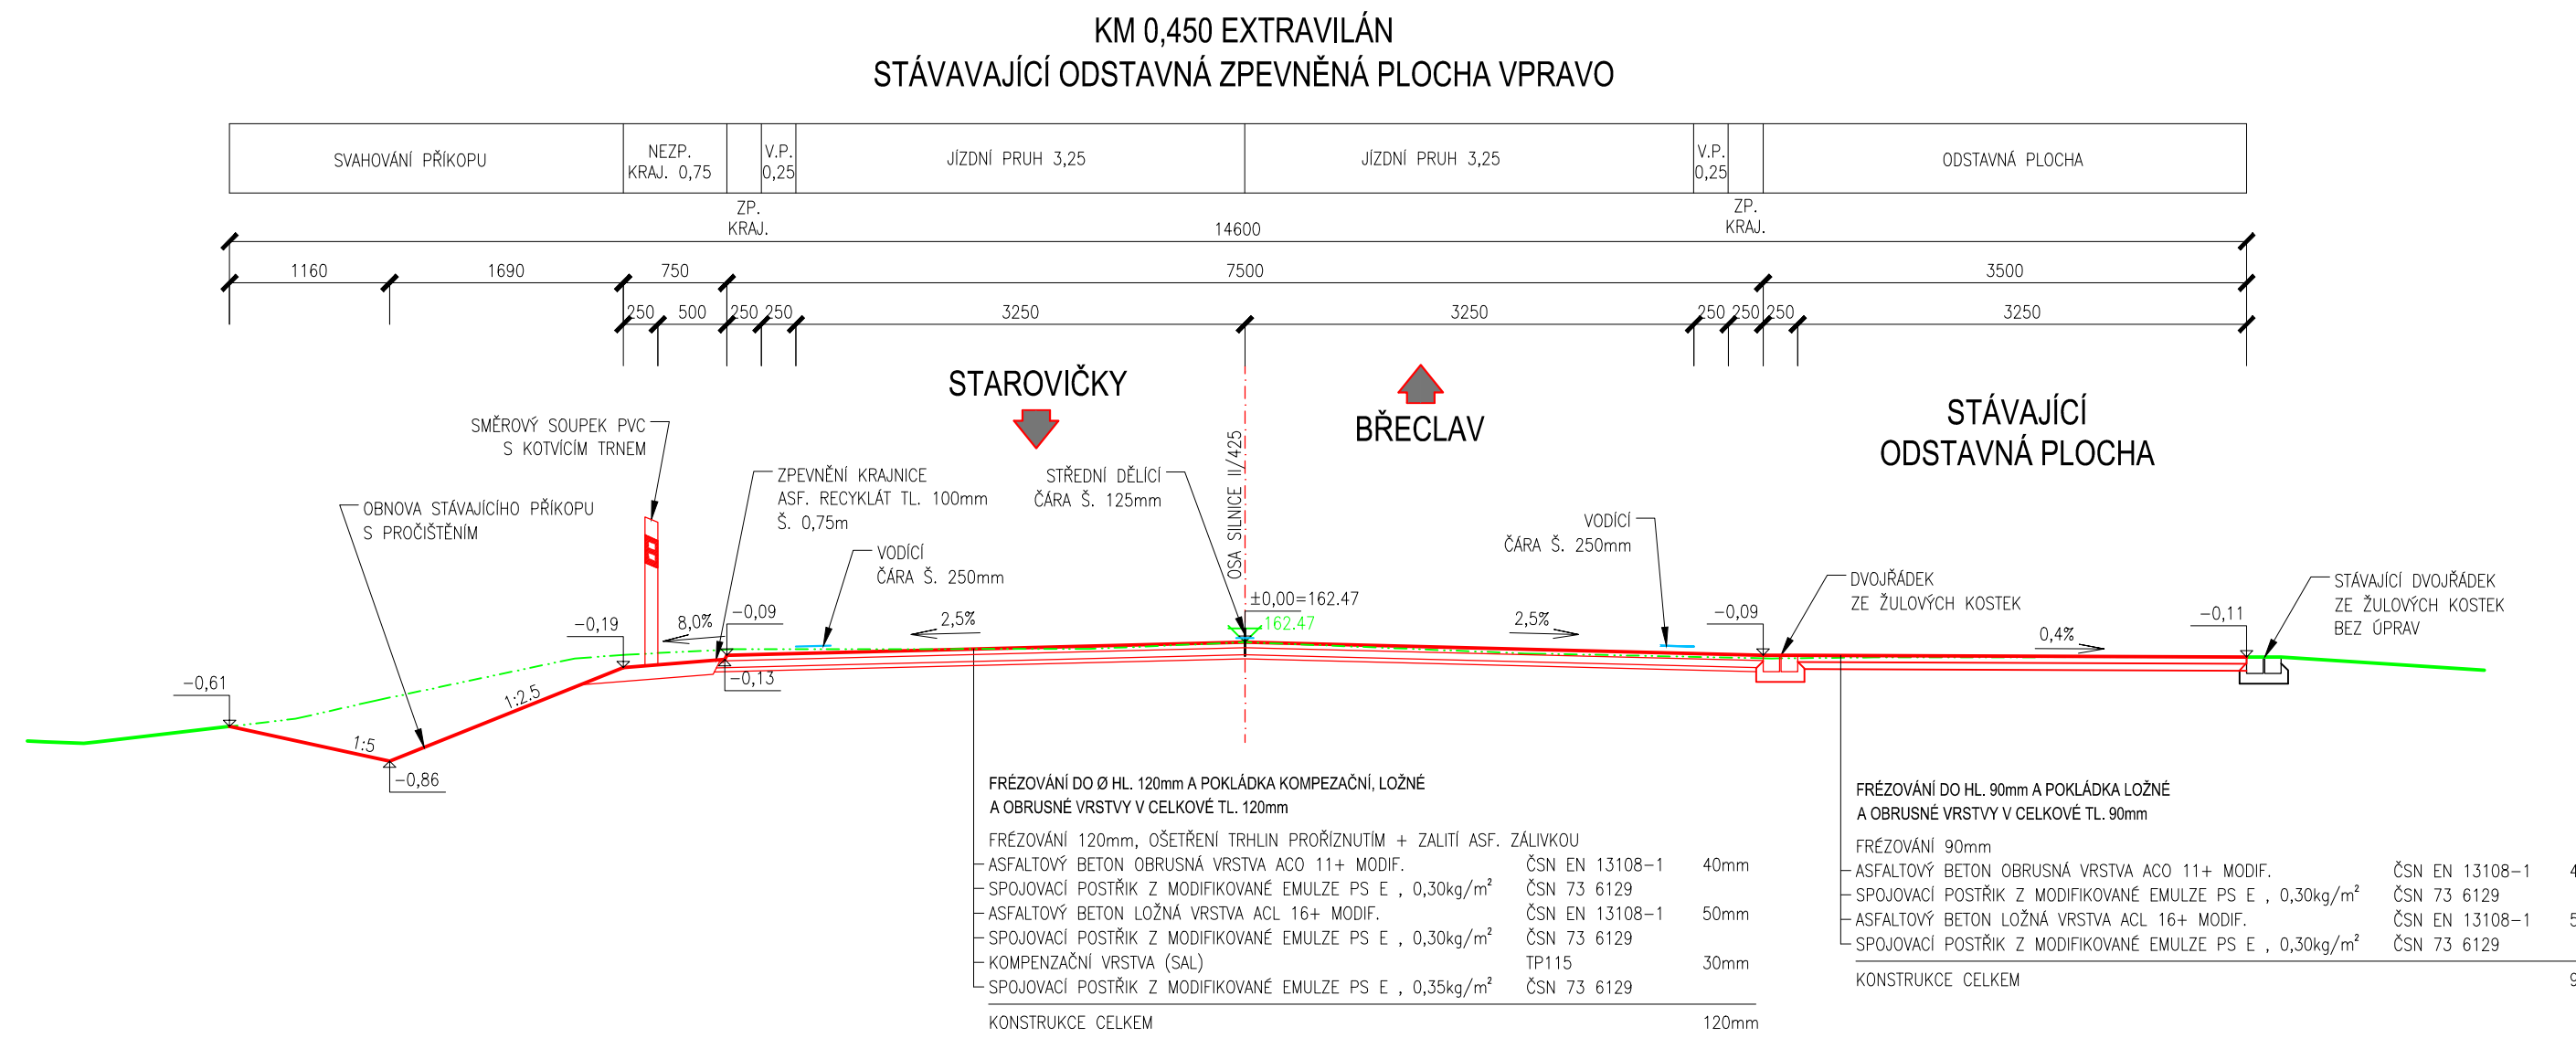 KM 0,450 EXTRAVILÁN
STÁVAVAJÍCÍ ODSTAVNÁ ZPEVNĚNÁ PLOCHA VPRAVO
SVAHOVÁNÍ PŘÍKOPU
NEZP.
KRAJ. 0,75
V.P.
0,25
JÍZDNÍ PRUH 3,25
JÍZDNÍ PRUH 3,25
V.P.
0,25
ODSTAVNÁ PLOCHA
ZP.
KRAJ.
ZP.
KRAJ.
14600
1160 1690 750 7500 3500
250 500 250 250 3250 3250 250 250 250 3250
STAROVIČKY
BŘECLAV
STÁVAJÍCÍ
ODSTAVNÁ PLOCHA
SMĚROVÝ SOUPEK PVC
S KOTVÍCÍM TRNEM
OBNOVA STÁVAJÍCÍHO PŘÍKOPU
S PROČIŠTĚNÍM
ZPEVNĚNÍ KRAJNICE
ASF. RECYKLÁT TL. 100mm
Š. 0,75m
VODÍCÍ
ČÁRA Š. 250mm
STŘEDNÍ DĚLÍCÍ
ČÁRA Š. 125mm
OSA SILNICE II/425
VODÍCÍ
ČÁRA Š. 250mm
DVOJŘÁDEK
ZE ŽULOVÝCH KOSTEK
STÁVAJÍCÍ DVOJŘÁDEK
ZE ŽULOVÝCH KOSTEK
BEZ ÚPRAV
-0,61
1:5
-0,86
1:2.5
-0,19
8,0%
-0,09
-0,13
2,5%
±0,00=162.47
162.47
2,5%
-0,09
0,4%
-0,11
FRÉZOVÁNÍ DO Ø HL. 120mm A POKLÁDKA KOMPEZAČNÍ, LOŽNÉ
A OBRUSNÉ VRSTVY V CELKOVÉ TL. 120mm
FRÉZOVÁNÍ 120mm, OŠETŘENÍ TRHLIN PROŘÍZNUTÍM + ZALITÍ ASF. ZÁLIVKOU
ASFALTOVÝ BETON OBRUSNÁ VRSTVA ACO 11+ MODIF. ČSN EN 13108-1 40mm
SPOJOVACÍ POSTŘIK Z MODIFIKOVANÉ EMULZE PS E , 0,30kg/m² ČSN 73 6129
ASFALTOVÝ BETON LOŽNÁ VRSTVA ACL 16+ MODIF. ČSN EN 13108-1 50mm
SPOJOVACÍ POSTŘIK Z MODIFIKOVANÉ EMULZE PS E , 0,30kg/m² ČSN 73 6129
KOMPENZAČNÍ VRSTVA (SAL) TP115 30mm
SPOJOVACÍ POSTŘIK Z MODIFIKOVANÉ EMULZE PS E , 0,35kg/m² ČSN 73 6129
KONSTRUKCE CELKEM 120mm
FRÉZOVÁNÍ DO HL. 90mm A POKLÁDKA LOŽNÉ
A OBRUSNÉ VRSTVY V CELKOVÉ TL. 90mm
FRÉZOVÁNÍ 90mm
ASFALTOVÝ BETON OBRUSNÁ VRSTVA ACO 11+ MODIF. ČSN EN 13108-1 4
SPOJOVACÍ POSTŘIK Z MODIFIKOVANÉ EMULZE PS E , 0,30kg/m² ČSN 73 6129
ASFALTOVÝ BETON LOŽNÁ VRSTVA ACL 16+ MODIF. ČSN EN 13108-1 5
SPOJOVACÍ POSTŘIK Z MODIFIKOVANÉ EMULZE PS E , 0,30kg/m² ČSN 73 6129
KONSTRUKCE CELKEM 9